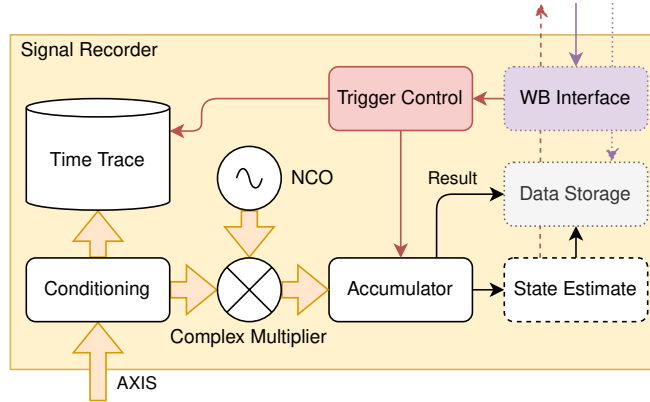 Signal Recorder
Trigger Control
WB Interface
Time Trace
NCO
Result
Data Storage
Conditioning
Accumulator
State Estimate
Complex Multiplier
AXIS